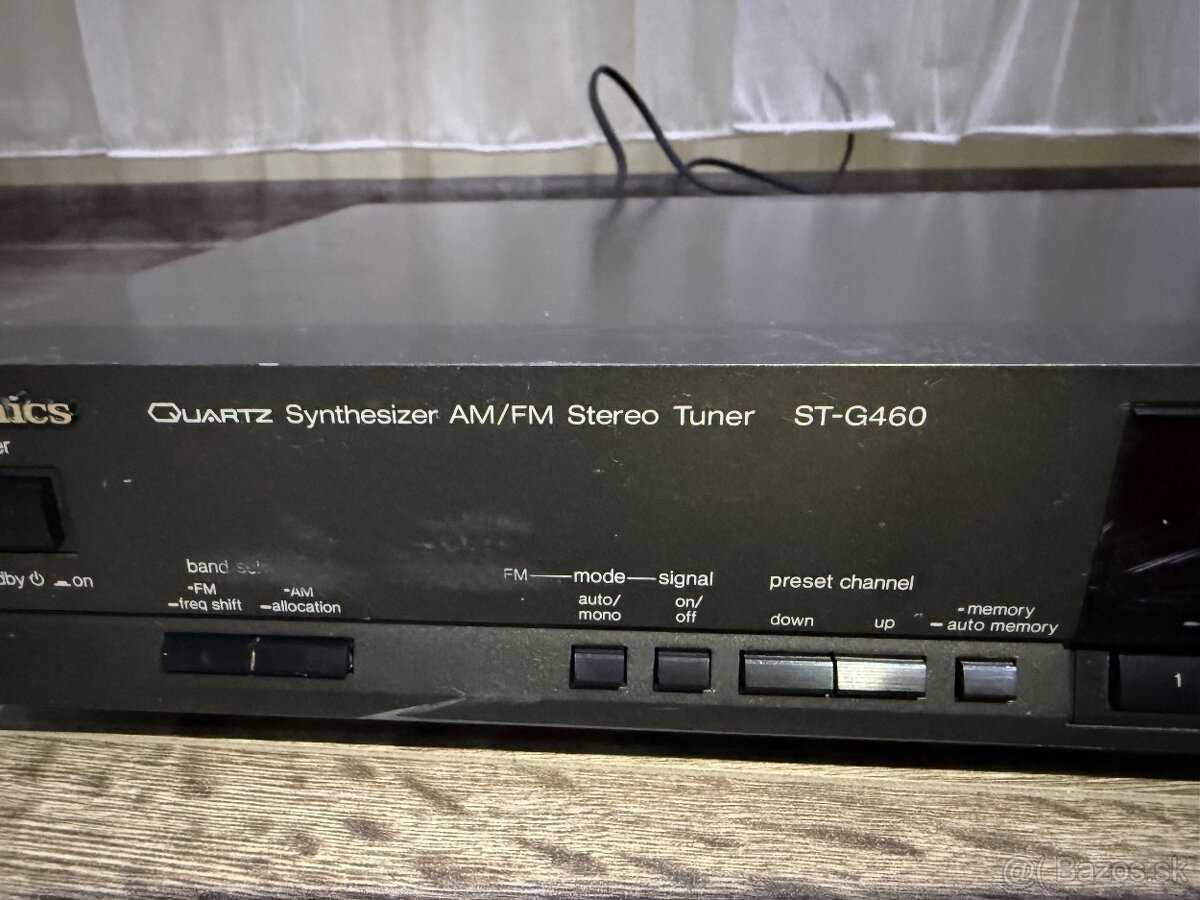 nics
QUARTZ Synthesizer AM/FM Stereo Tuner ST-G460
er
dby ⏻ on
band
-FM
-freq shift
-AM
-allocation
FM mode signal
auto/
mono
on/
off
preset channel
down up
-memory
-auto memory
1
@( Bazos.sk